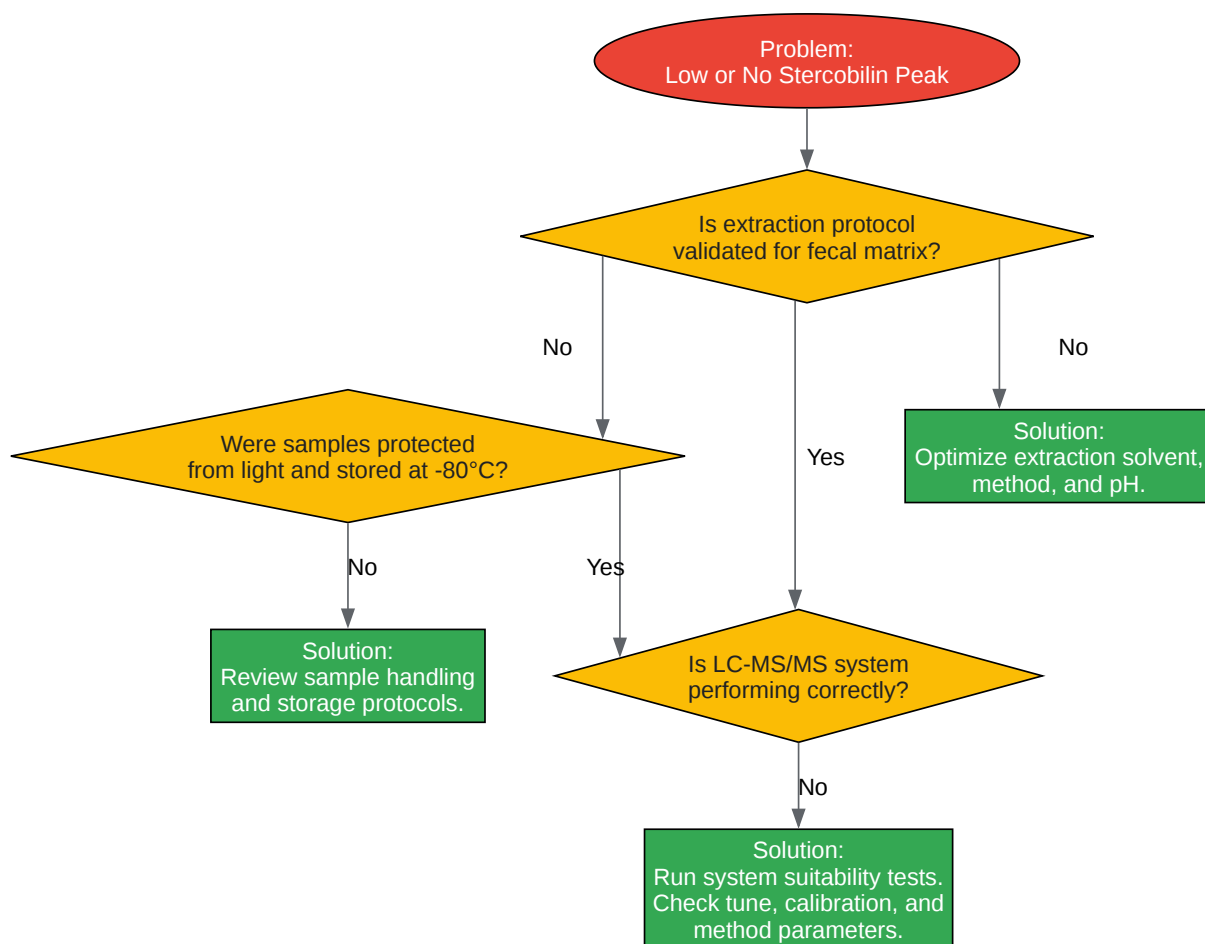 Problem:
Low or No Stercobilin Peak
Is extraction protocol
validated for fecal matrix?
No
No
Were samples protected
from light and stored at -80°C?
Yes
Solution:
Optimize extraction solvent,
method, and pH.
No
Yes
Solution:
Review sample handling
and storage protocols.
Is LC-MS/MS system
performing correctly?
No
Solution:
Run system suitability tests.
Check tune, calibration, and
method parameters.